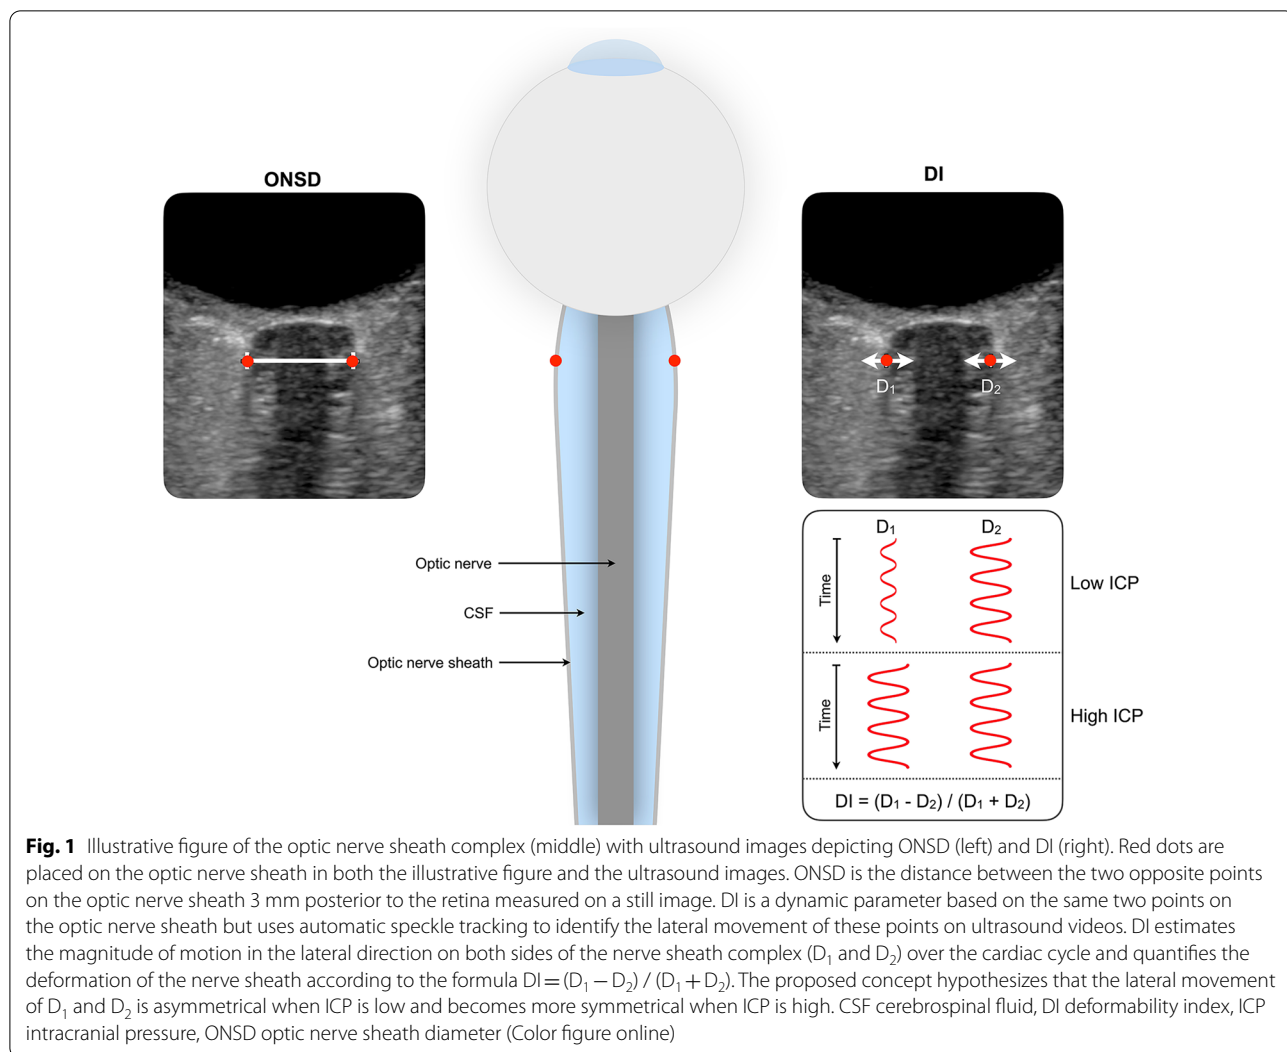 ONSD
DI
D₁
D₂
Optic nerve
CSF
Optic nerve sheath
D₁
D₂
Time
Low ICP
Time
High ICP
DI = (D₁ - D₂) / (D₁ + D₂)
Fig. 1 Illustrative figure of the optic nerve sheath complex (middle) with ultrasound images depicting ONSD (left) and DI (right). Red dots are
placed on the optic nerve sheath in both the illustrative figure and the ultrasound images. ONSD is the distance between the two opposite points
on the optic nerve sheath 3 mm posterior to the retina measured on a still image. DI is a dynamic parameter based on the same two points on
the optic nerve sheath but uses automatic speckle tracking to identify the lateral movement of these points on ultrasound videos. DI estimates
the magnitude of motion in the lateral direction on both sides of the nerve sheath complex (D₁ and D₂) over the cardiac cycle and quantifies the
deformation of the nerve sheath according to the formula DI = (D₁ − D₂) / (D₁ + D₂). The proposed concept hypothesizes that the lateral movement
of D₁ and D₂ is asymmetrical when ICP is low and becomes more symmetrical when ICP is high. CSF cerebrospinal fluid, DI deformability index, ICP
intracranial pressure, ONSD optic nerve sheath diameter (Color figure online)